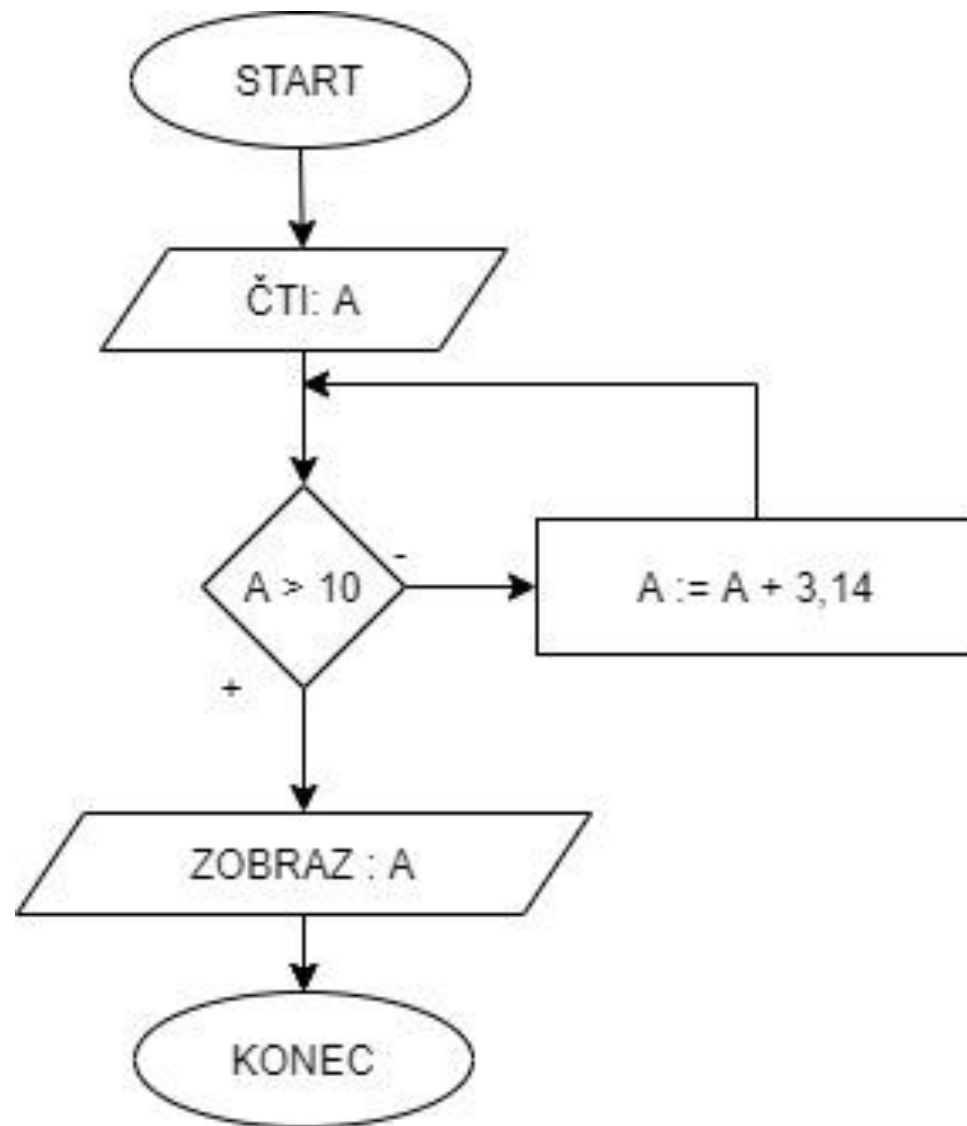 START
ČTI: A
A > 10
-
A := A + 3,14
+
ZOBRAZ : A
KONEC